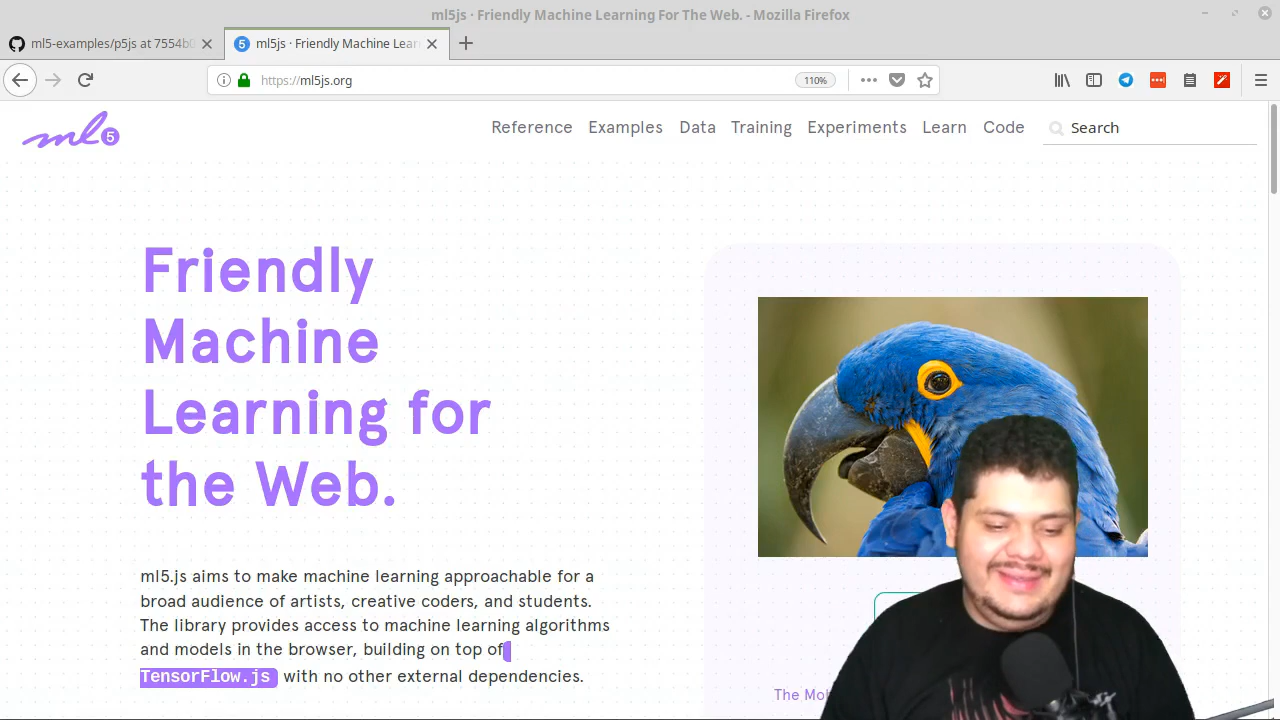 ml5js · Friendly Machine Learning For The Web. - Mozilla Firefox
ml5-examples/p5js at 7554b0
ml5js · Friendly Machine Lear
https://ml5js.org
110%
ml5
Reference Examples Data Training Experiments Learn Code Search
Friendly
Machine
Learning for
the Web.
ml5.js aims to make machine learning approachable for a
broad audience of artists, creative coders, and students.
The library provides access to machine learning algorithms
and models in the browser, building on top of
TensorFlow.js with no other external dependencies.
The